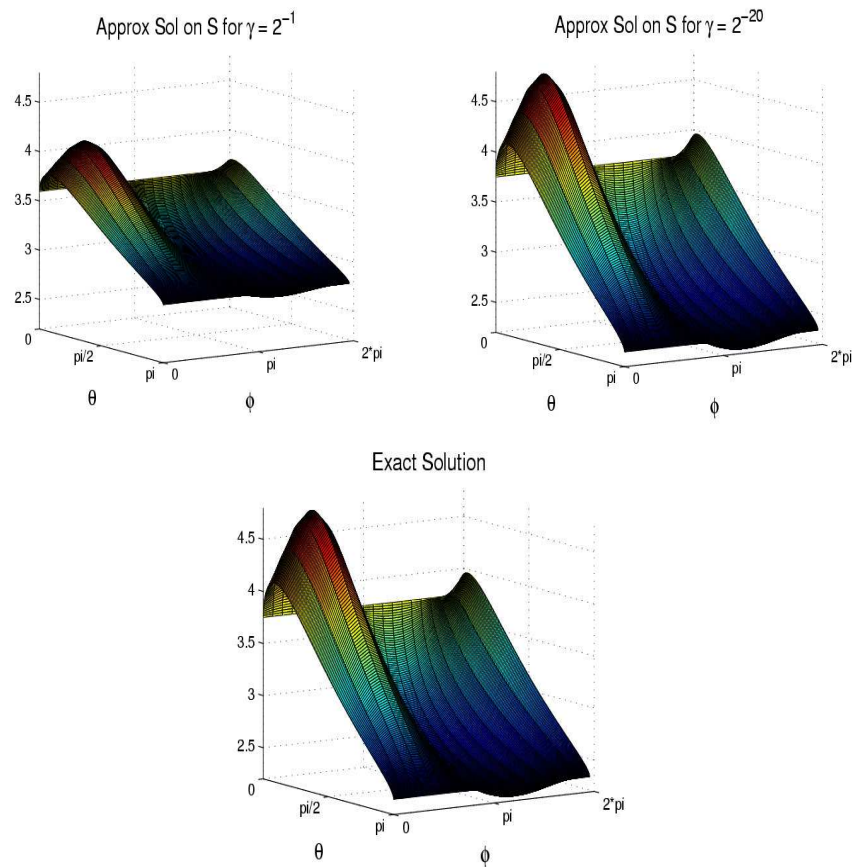 Approx Sol on S for γ = 2⁻¹
4.5
4
3.5
3
2.5
0
pi/2
pi
0
pi
2*pi
θ
ϕ
Approx Sol on S for γ = 2⁻²⁰
4.5
4
3.5
3
2.5
0
pi/2
pi
0
pi
2*pi
θ
ϕ
Exact Solution
4.5
4
3.5
3
2.5
0
pi/2
pi
0
pi
2*pi
θ
ϕ